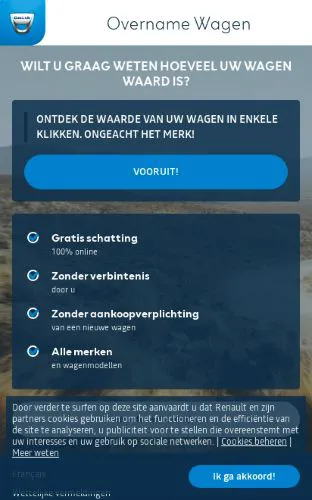 DACIA
Overname Wagen
WILT U GRAAG WETEN HOEVEEL UW WAGEN
WAARD IS?
ONTDEK DE WAARDE VAN UW WAGEN IN ENKELE
KLIKKEN. ONGEACHT HET MERK!
VOORUIT!
Gratis schatting
100% online
Zonder verbintenis
door u
Zonder aankoopverplichting
van een nieuwe wagen
Alle merken
en wagenmodellen
Door verder te surfen op deze site aanvaardt u dat Renault en zijn
partners cookies gebruiken om het functioneren en de efficiëntie van
de site te analyseren, u publiciteit voor te stellen die overeenstemt met
uw interesses en uw gebruik op sociale netwerken. | Cookies beheren |
Meer weten
Français
Ik ga akkoord!
Wettelijke vermeldingen